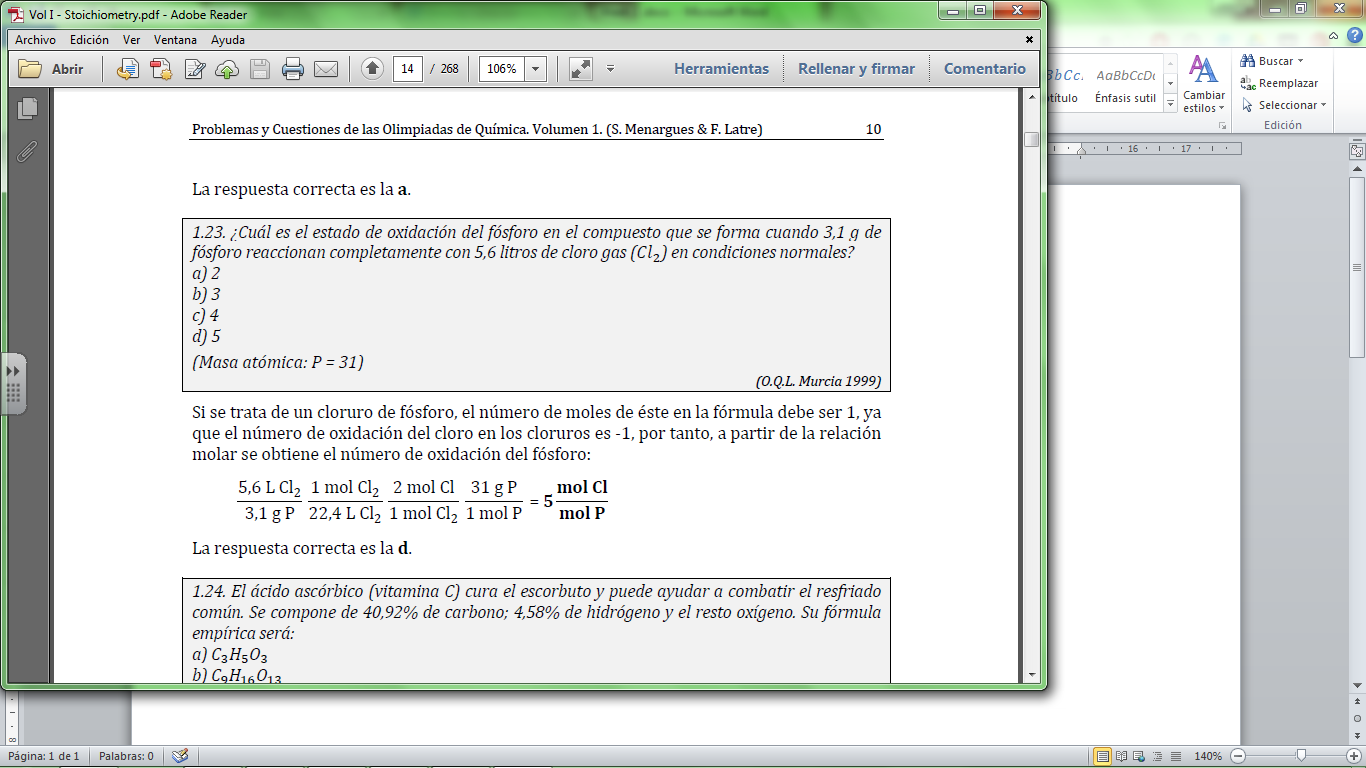 Vol I - Stoichiometry.pdf - Adobe Reader
Archivo Edición Ver Ventana Ayuda
Abrir 14 / 268 106% Herramientas Rellenar y firmar Comentario
Problemas y Cuestiones de las Olimpiadas de Química. Volumen 1. (S. Menargues & F. Latre) 10
La respuesta correcta es la a.
1.23. ¿Cuál es el estado de oxidación del fósforo en el compuesto que se forma cuando 3,1 g de
fósforo reaccionan completamente con 5,6 litros de cloro gas (Cl₂) en condiciones normales?
a) 2
b) 3
c) 4
d) 5
(Masa atómica: P = 31)
(O.Q.L. Murcia 1999)
Si se trata de un cloruro de fósforo, el número de moles de éste en la fórmula debe ser 1, ya
que el número de oxidación del cloro en los cloruros es -1, por tanto, a partir de la relación
molar se obtiene el número de oxidación del fósforo:
5,6 L Cl₂ 1 mol Cl₂ 2 mol Cl 31 g P = 5 mol Cl
3,1 g P 22,4 L Cl₂ 1 mol Cl₂ 1 mol P mol P
La respuesta correcta es la d.
1.24. El ácido ascórbico (vitamina C) cura el escorbuto y puede ayudar a combatir el resfriado
común. Se compone de 40,92% de carbono; 4,58% de hidrógeno y el resto oxígeno. Su fórmula
empírica será:
a) C₃H₅O₃
b) C₉H₁₆O₁₃
AaBbCcDc
Énfasis sutil
Cambiar
estilos
Buscar
Reemplazar
Seleccionar
Edición
16 17
Página: 1 de 1 Palabras: 0 140%